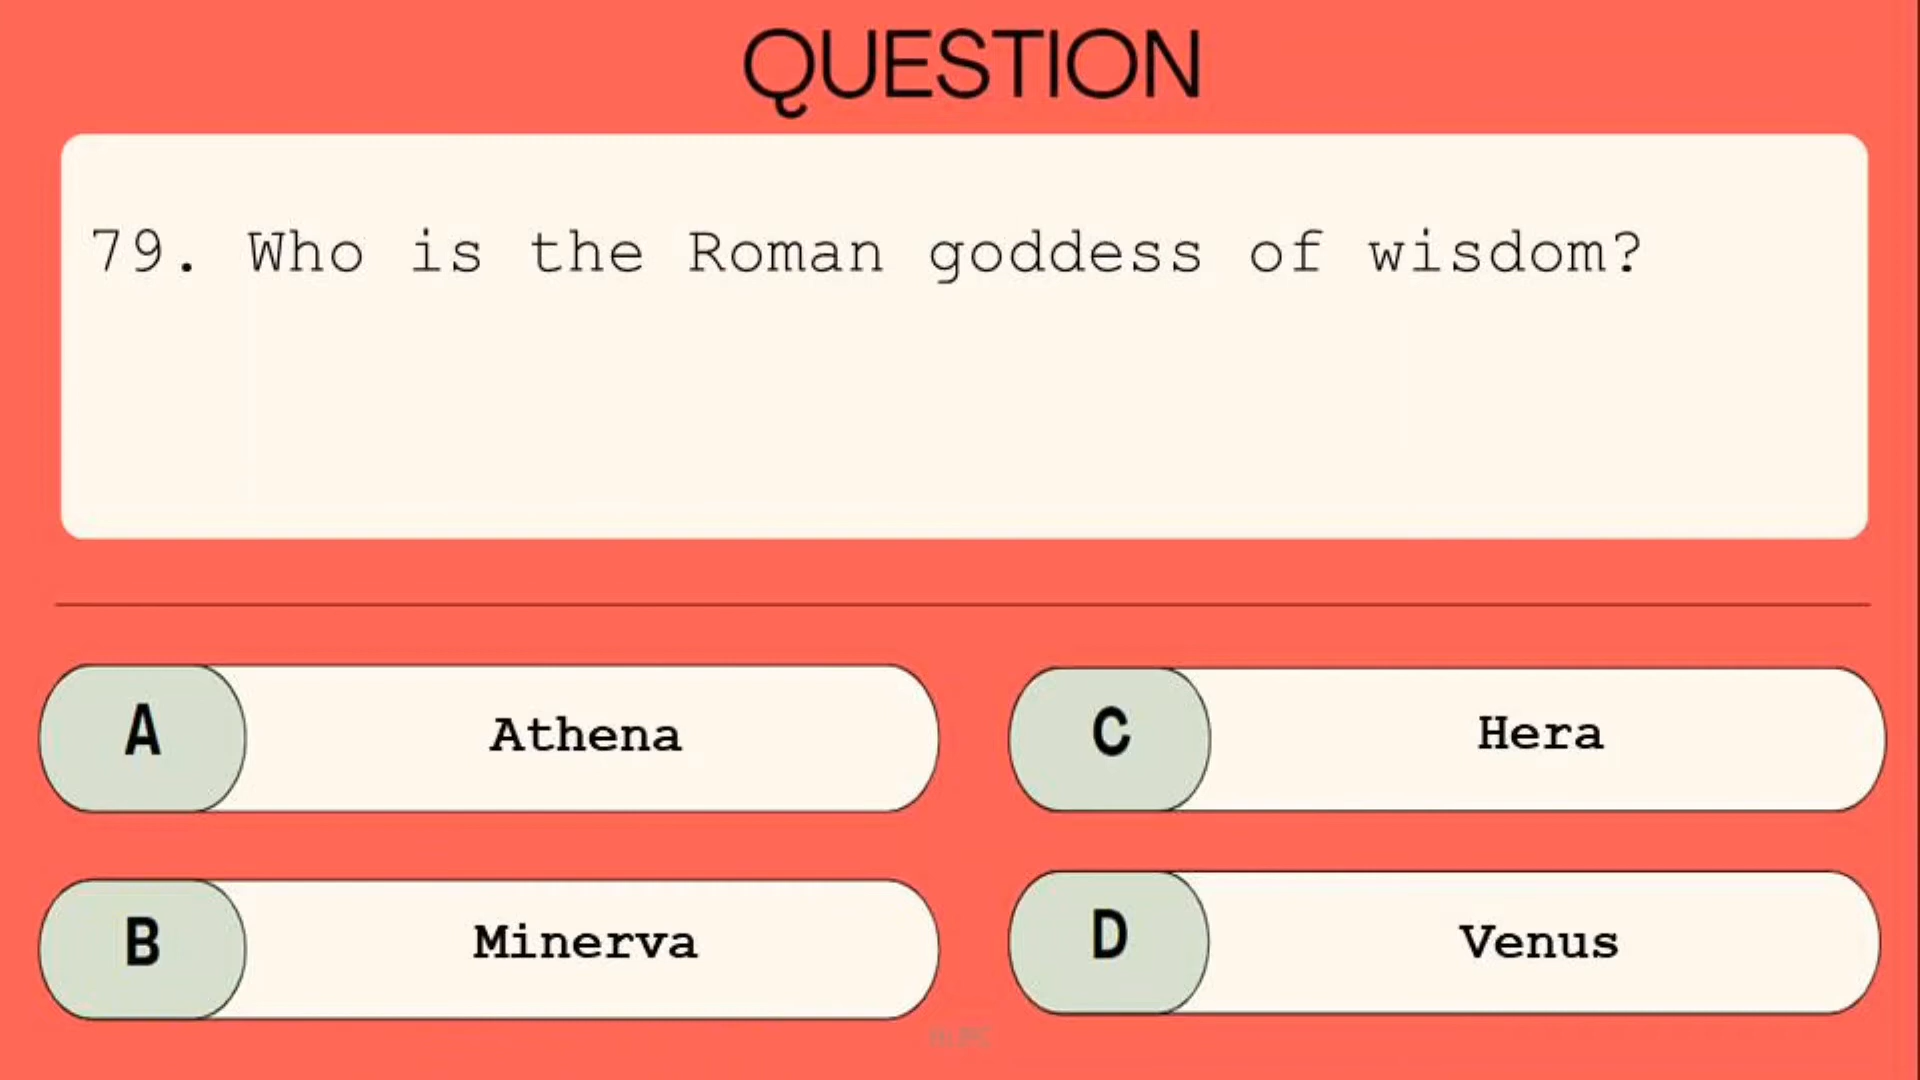 QUESTION
79. Who is the Roman goddess of wisdom?
A
Athena
C
Hera
B
Minerva
D
Venus